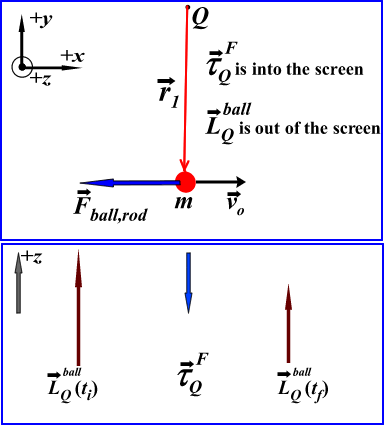 +y
+x
+z
Q
r⃗₁
τ⃗_Q^F is into the screen
L⃗_Q^ball is out of the screen
F⃗_ball,rod
m
v⃗_o
+z
L⃗_Q^ball(t_i)
τ⃗_Q^F
L⃗_Q^ball(t_f)